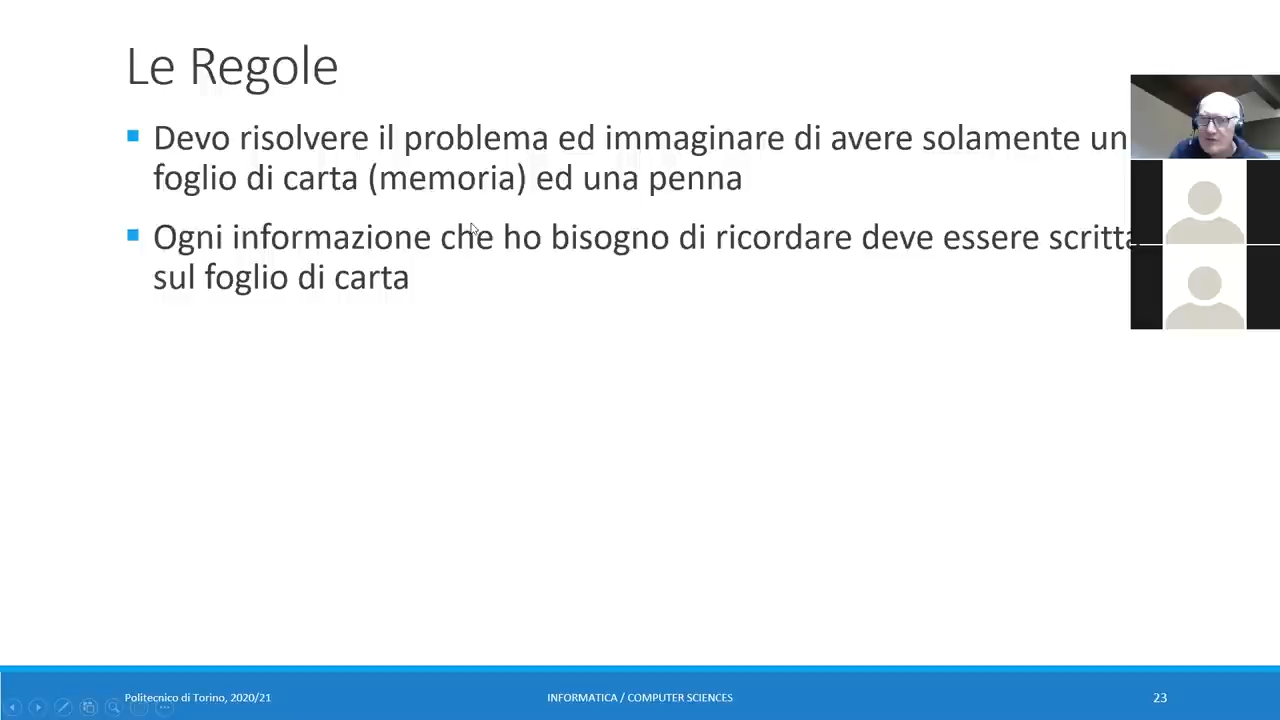 Le Regole
Devo risolvere il problema ed immaginare di avere solamente un
foglio di carta (memoria) ed una penna
Ogni informazione che ho bisogno di ricordare deve essere scritta
sul foglio di carta
Politecnico di Torino, 2020/21
INFORMATICA / COMPUTER SCIENCES
23